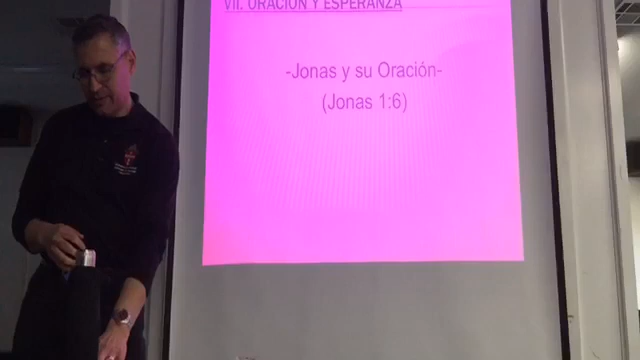 VII. ORACION Y ESPERANZA
-Jonas y su Oración-
(Jonas 1:6)